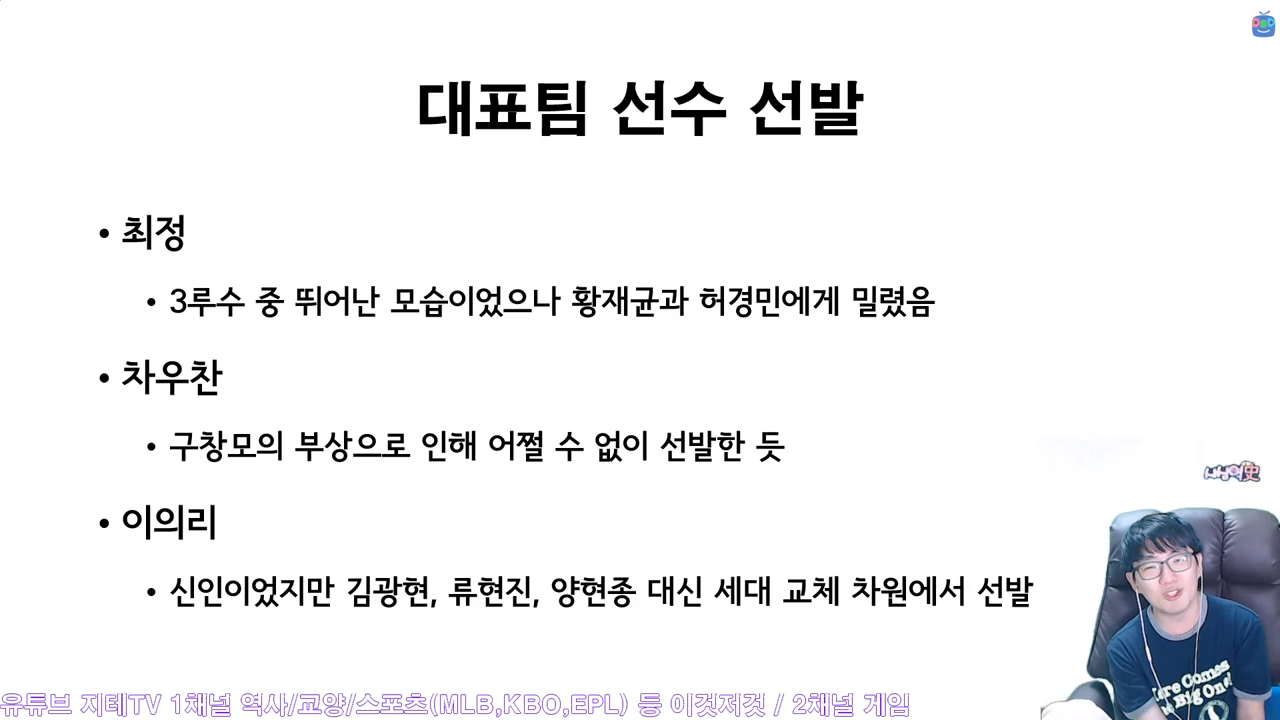 대표팀 선수 선발
• 최정
• 3루수 중 뛰어난 모습이었으나 황재균과 허경민에게 밀렸음
• 차우찬
• 구창모의 부상으로 인해 어쩔 수 없이 선발한 듯
• 이의리
• 신인이었지만 김광현, 류현진, 양현종 대신 세대 교체 차원에서 선발
Here Comes
Big One!
유튜브 지테TV 1채널 역사/교양/스포츠(MLB,KBO,EPL) 등 이것저것 / 2채널 게임